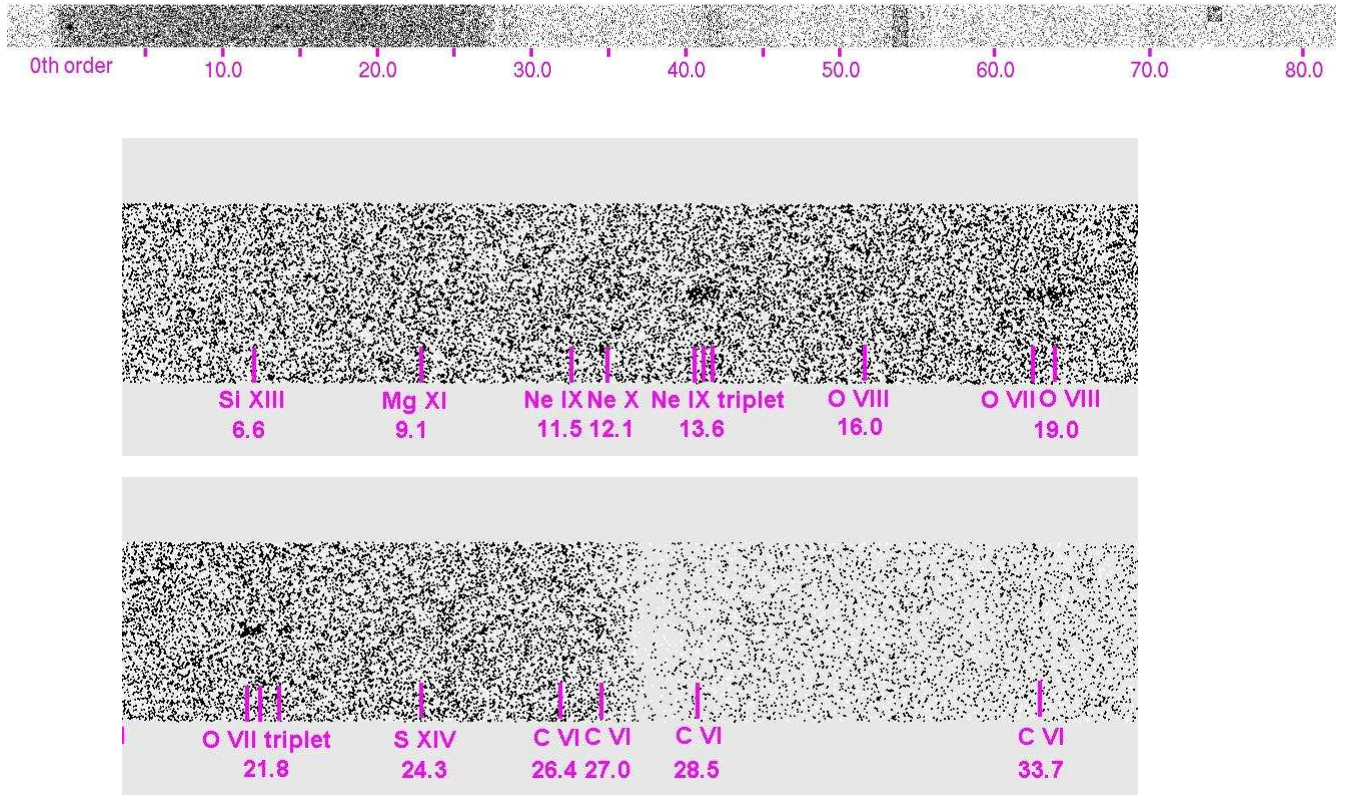 0th order 10.0 20.0 30.0 40.0 50.0 60.0 70.0 80.0
Si XIII Mg XI Ne IX Ne X Ne IX triplet O VIII O VII O VIII
6.6 9.1 11.5 12.1 13.6 16.0 19.0
I O VII triplet S XIV C VI C VI C VI C VI
21.8 24.3 26.4 27.0 28.5 33.7